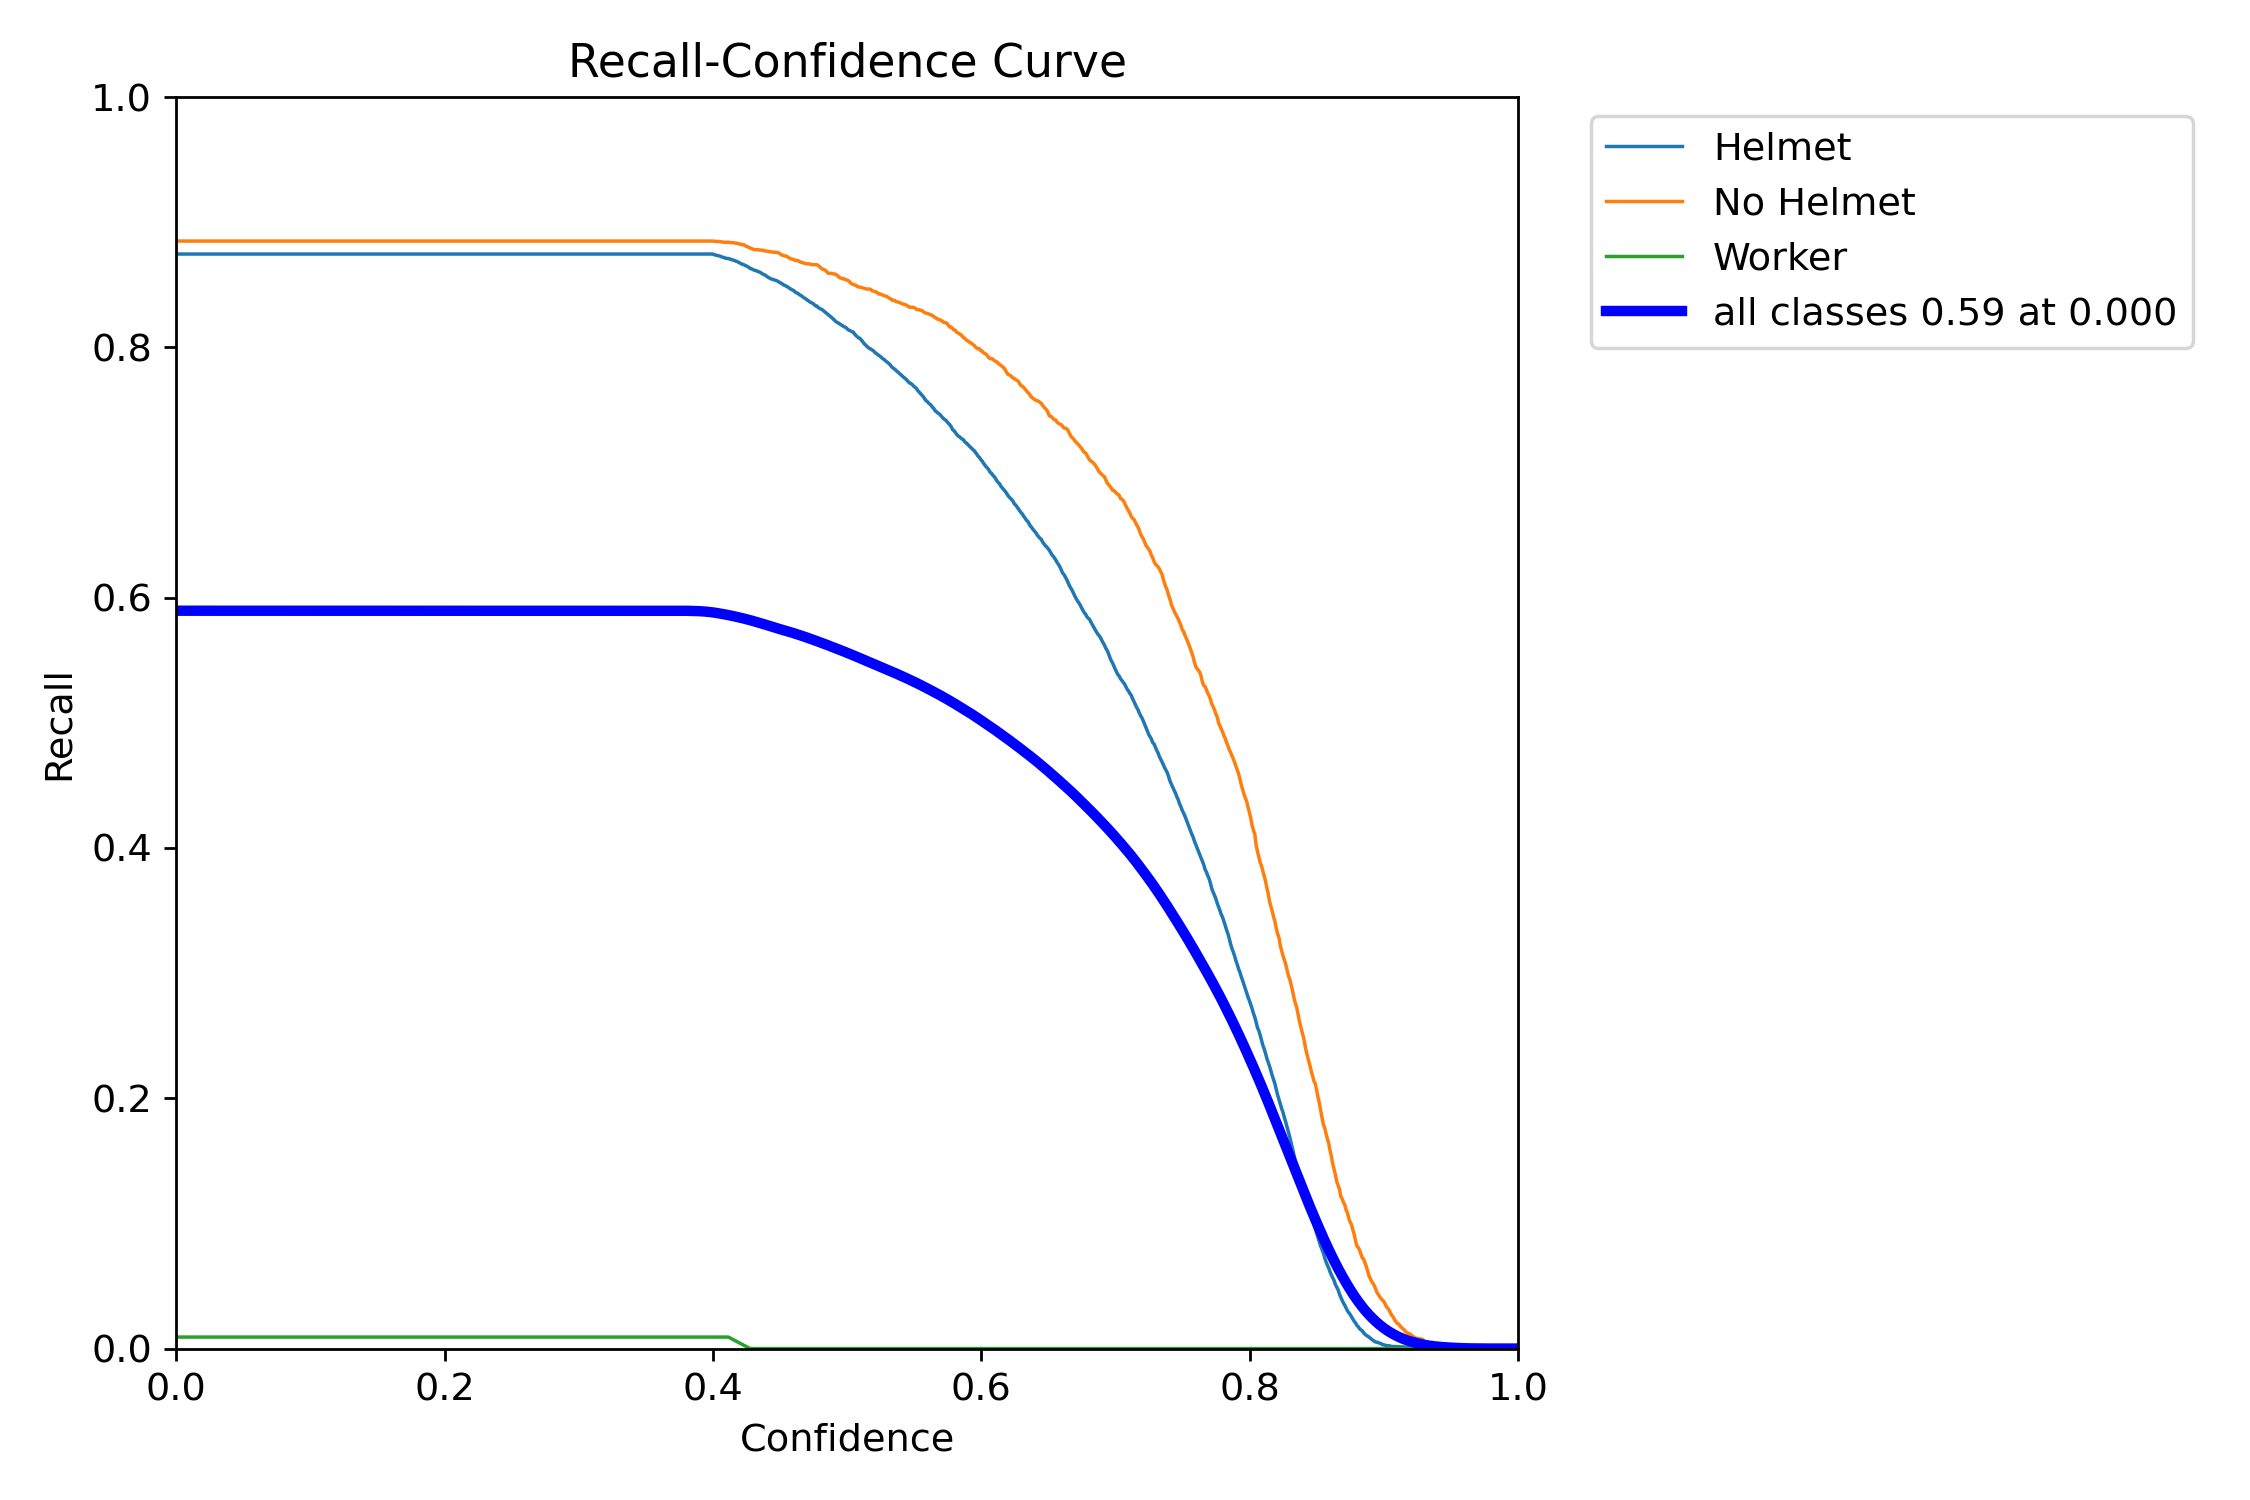 Recall-Confidence Curve
1.0
0.8
0.6
0.4
0.2
0.0
Recall
0.0 0.2 0.4 0.6 0.8 1.0
Confidence
Helmet
No Helmet
Worker
all classes 0.59 at 0.000